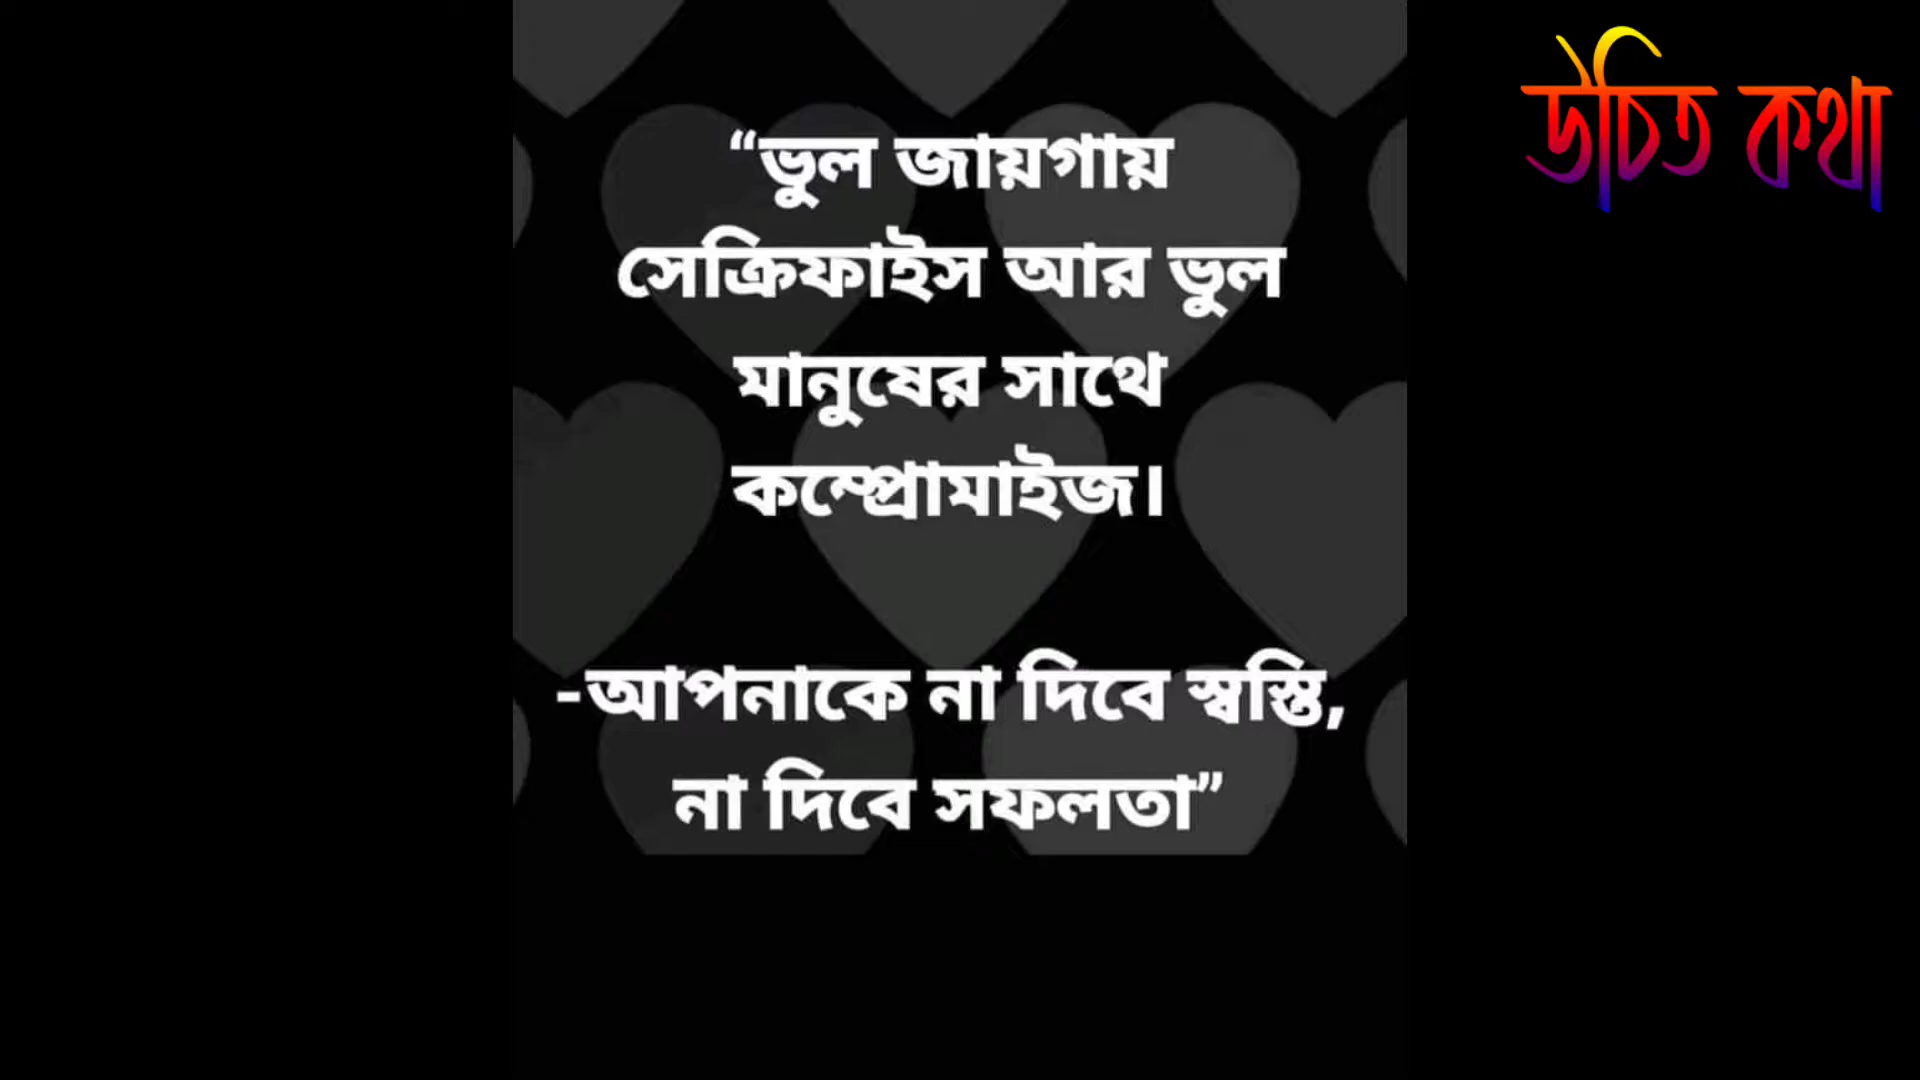 উচিত কথা
“ভুল জায়গায়
সেক্রিফাইস আর ভুল
মানুষের সাথে
কম্প্রোমাইজ।
-আপনাকে না দিবে স্বস্তি,
না দিবে সফলতা”